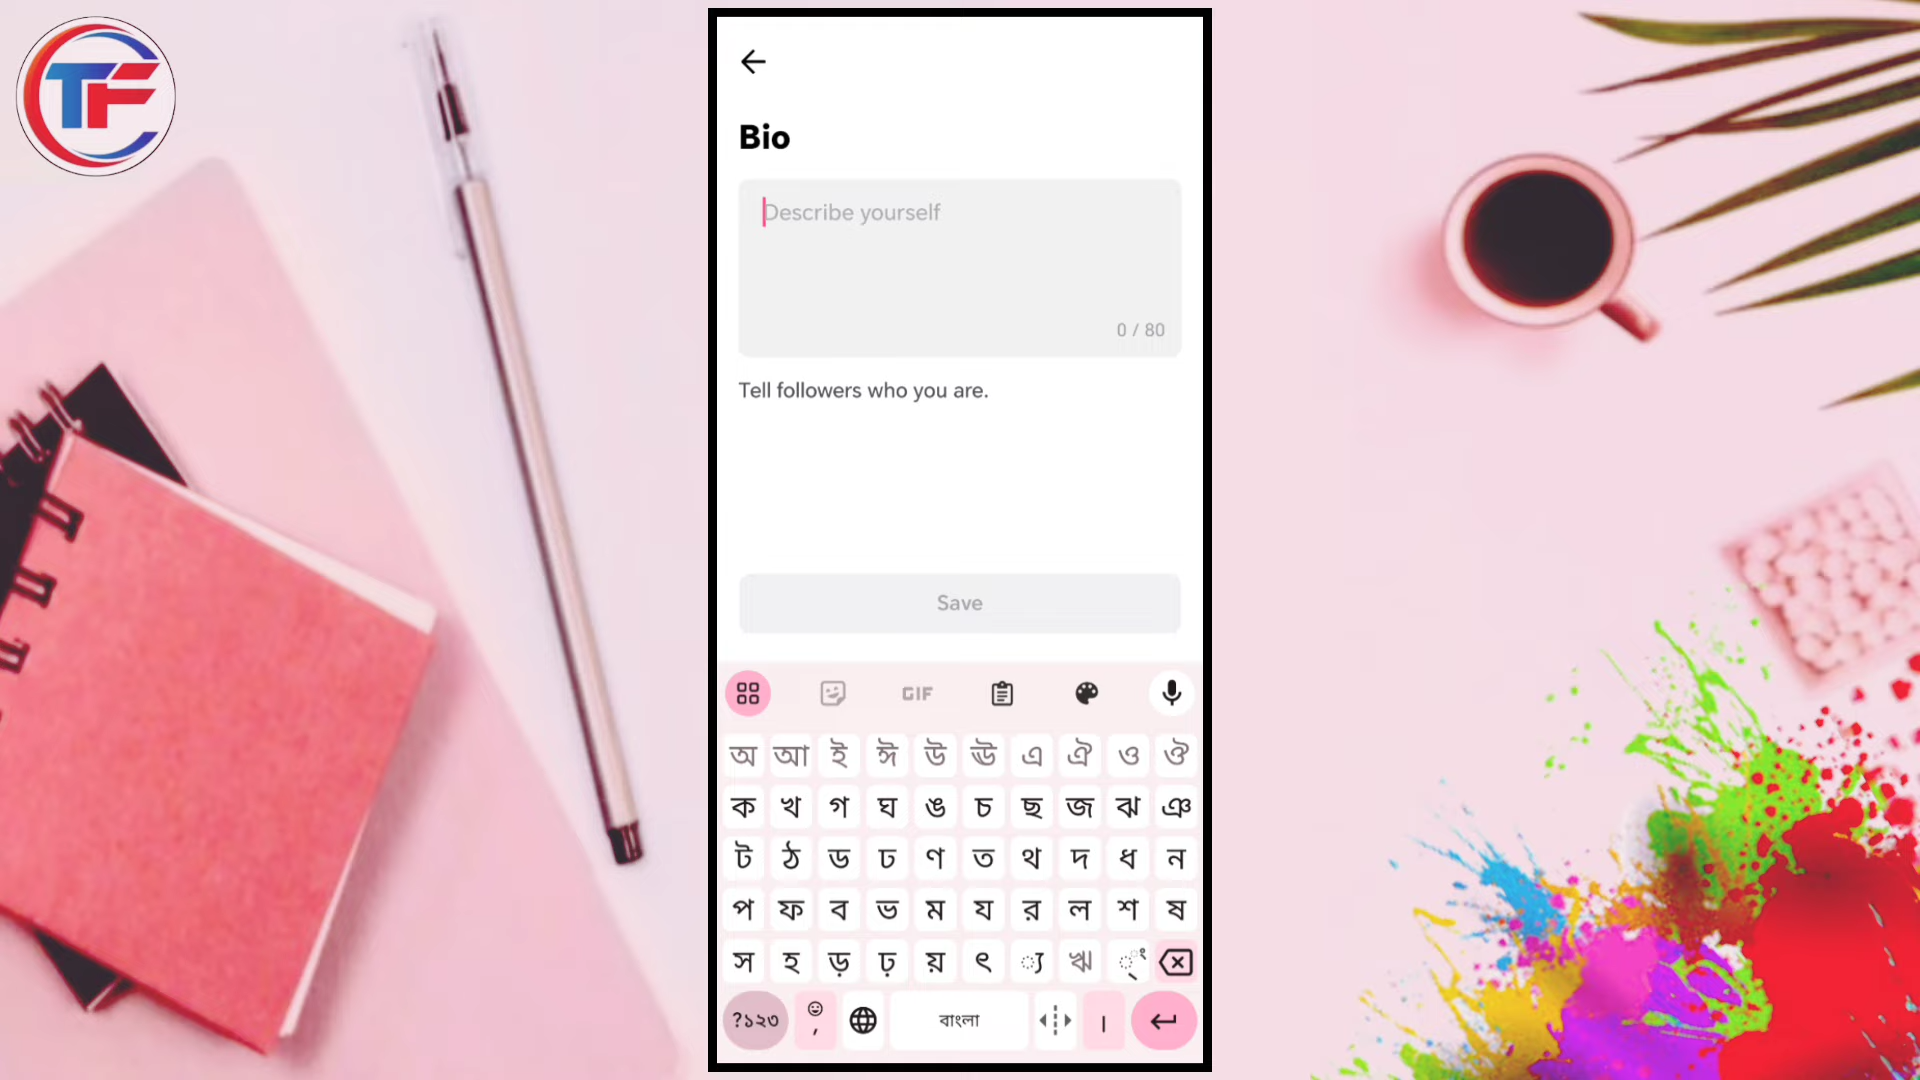 TF
Bio
Describe yourself
0 / 80
Tell followers who you are.
Save
GIF
অ আ ই ঈ উ ঊ এ ঐ ও ঔ
ক খ গ ঘ ঙ চ ছ জ ঝ ঞ
ট ঠ ড ঢ ণ ত থ দ ধ ন
প ফ ব ভ ম য র ল শ ষ
স হ ড় ঢ় য় ৎ ্য ঋ ঁ
?১২৩ , বাংলা ।